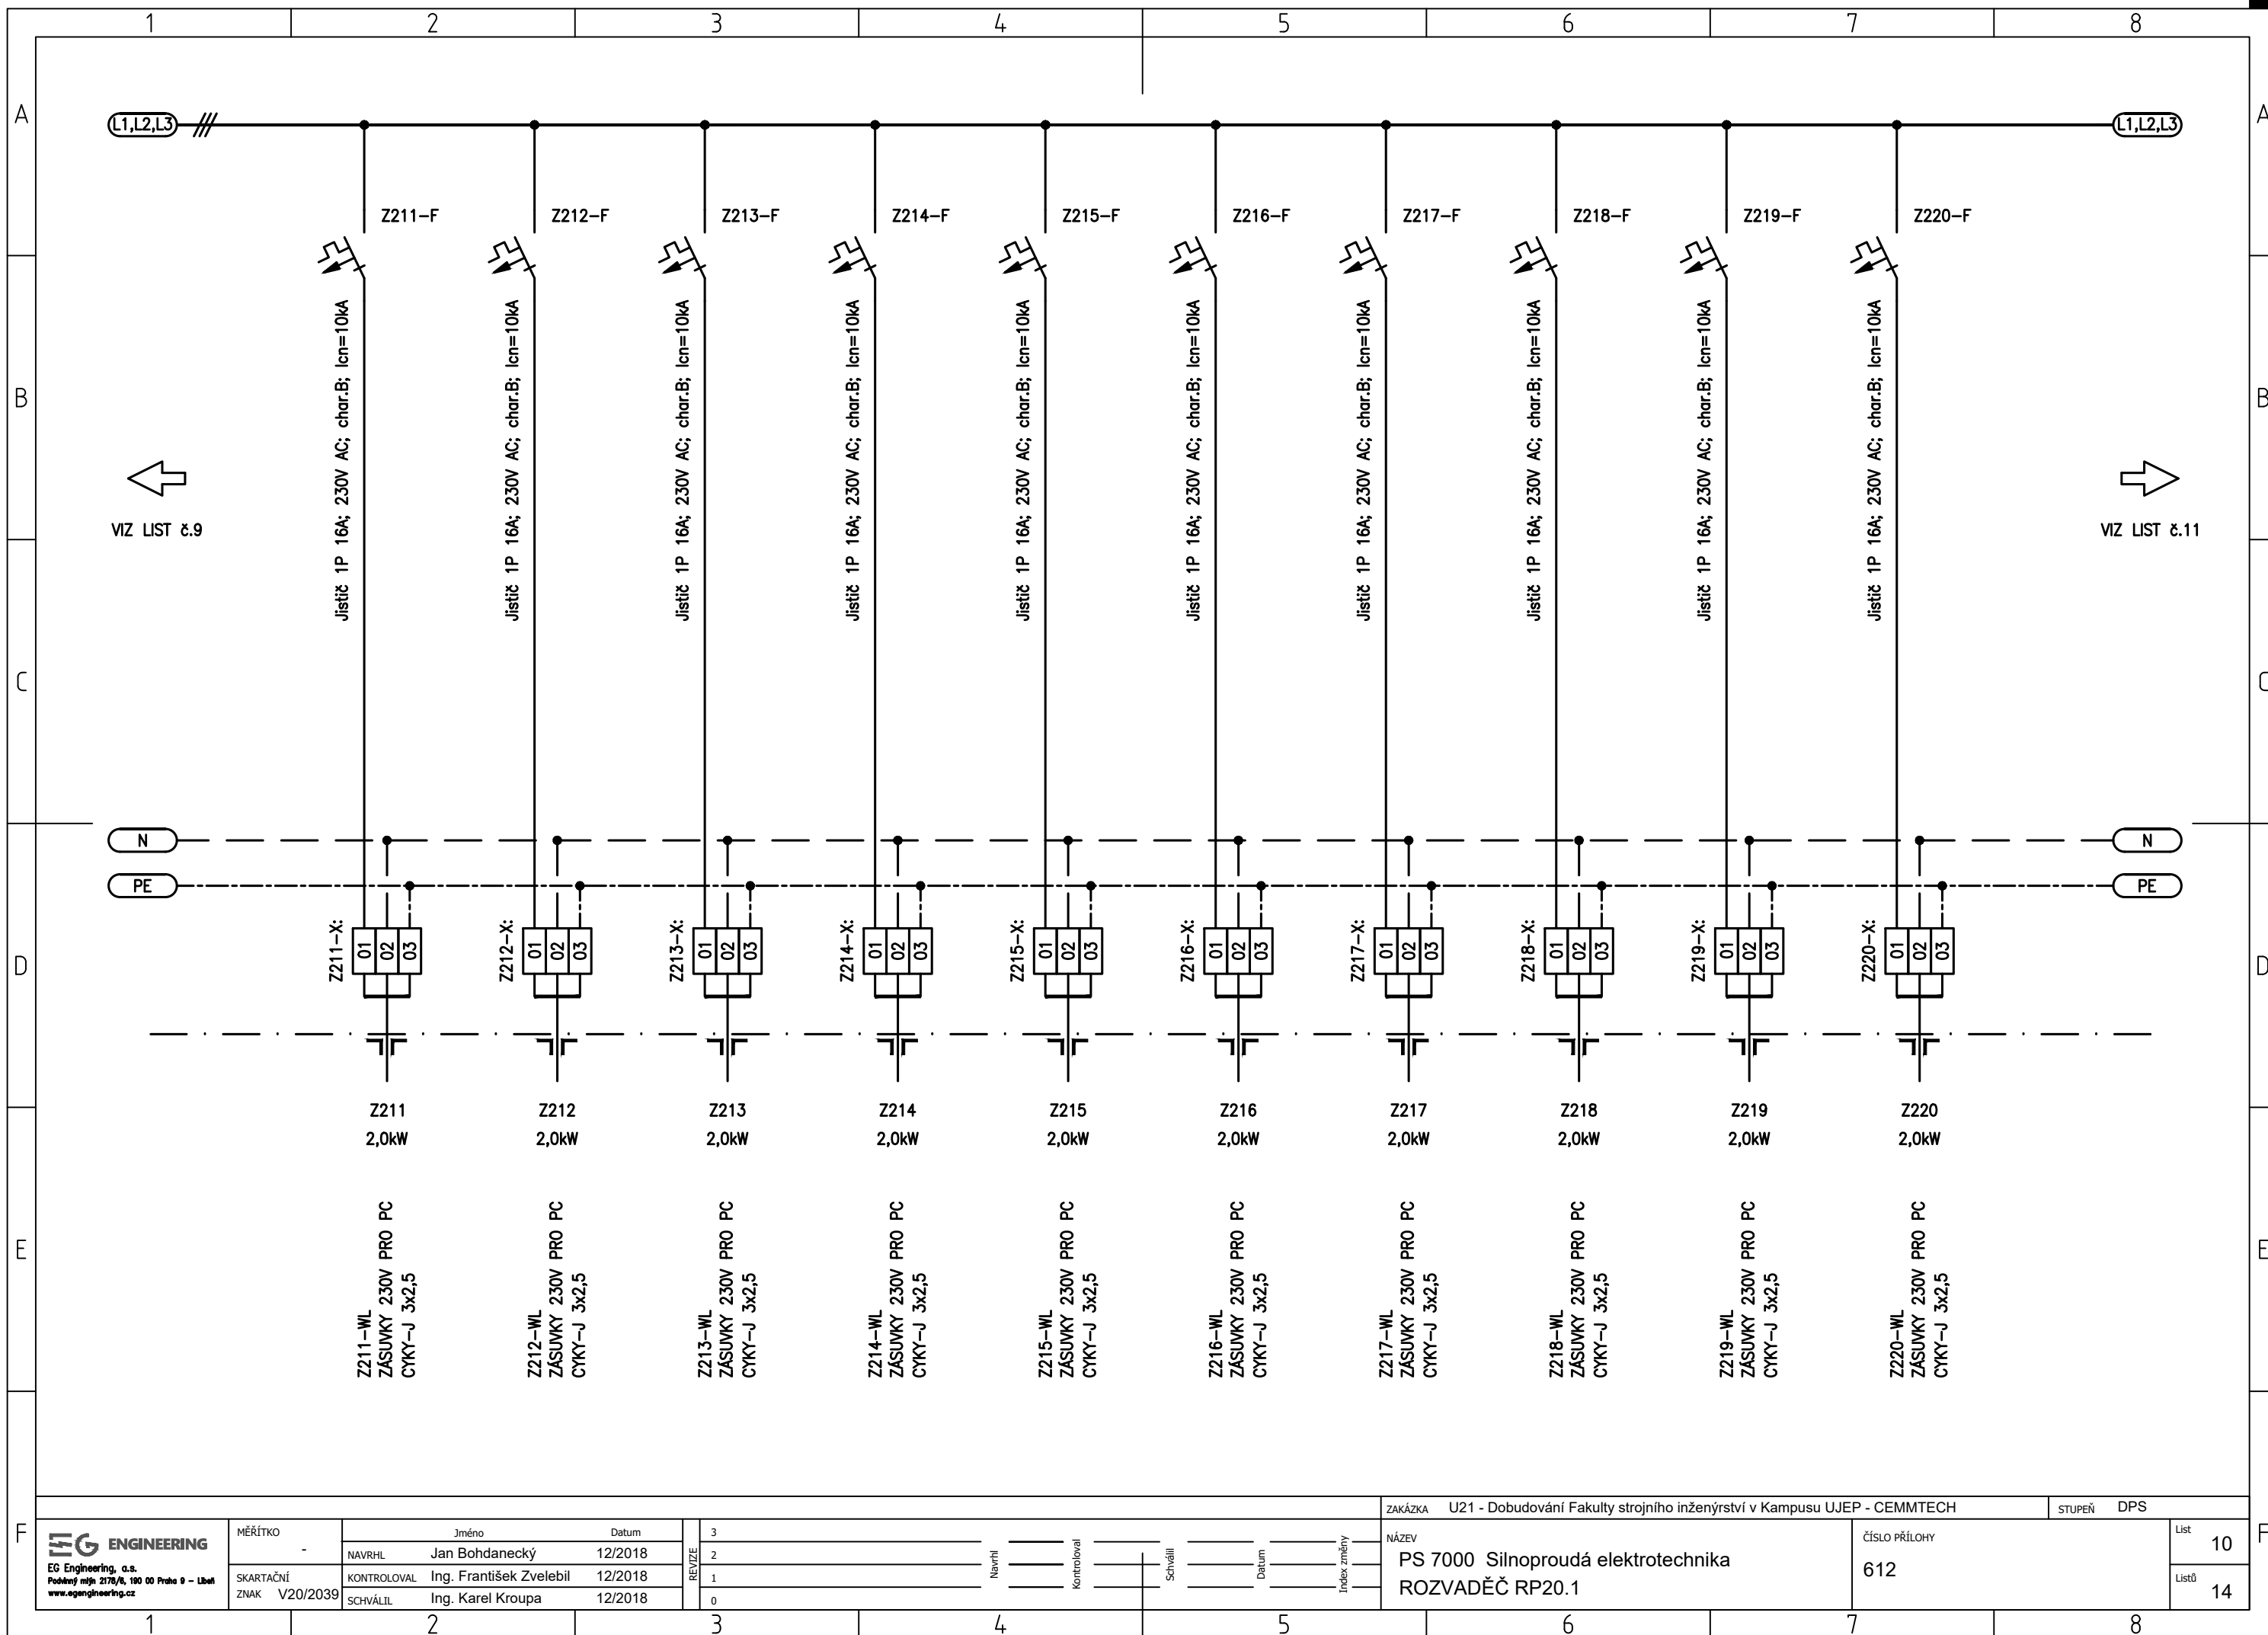 1 2 3 4 5 6 7 8
A A
L1,L2,L3 L1,L2,L3
Z211-F Z212-F Z213-F Z214-F Z215-F Z216-F Z217-F Z218-F Z219-F Z220-F
Jistič 1P 16A; 230V AC; char.B; Icn=10kA
Jistič 1P 16A; 230V AC; char.B; Icn=10kA
Jistič 1P 16A; 230V AC; char.B; Icn=10kA
Jistič 1P 16A; 230V AC; char.B; Icn=10kA
Jistič 1P 16A; 230V AC; char.B; Icn=10kA
Jistič 1P 16A; 230V AC; char.B; Icn=10kA
Jistič 1P 16A; 230V AC; char.B; Icn=10kA
Jistič 1P 16A; 230V AC; char.B; Icn=10kA
Jistič 1P 16A; 230V AC; char.B; Icn=10kA
Jistič 1P 16A; 230V AC; char.B; Icn=10kA
B B
VIZ LIST č.9 VIZ LIST č.11
C C
N N
PE PE
D D
Z211-X: 01 02 03
Z212-X: 01 02 03
Z213-X: 01 02 03
Z214-X: 01 02 03
Z215-X: 01 02 03
Z216-X: 01 02 03
Z217-X: 01 02 03
Z218-X: 01 02 03
Z219-X: 01 02 03
Z220-X: 01 02 03
Z211 Z212 Z213 Z214 Z215 Z216 Z217 Z218 Z219 Z220
2,0kW 2,0kW 2,0kW 2,0kW 2,0kW 2,0kW 2,0kW 2,0kW 2,0kW 2,0kW
E E
Z211-WL
ZÁSUVKY 230V PRO PC
CYKY-J 3x2,5
Z212-WL
ZÁSUVKY 230V PRO PC
CYKY-J 3x2,5
Z213-WL
ZÁSUVKY 230V PRO PC
CYKY-J 3x2,5
Z214-WL
ZÁSUVKY 230V PRO PC
CYKY-J 3x2,5
Z215-WL
ZÁSUVKY 230V PRO PC
CYKY-J 3x2,5
Z216-WL
ZÁSUVKY 230V PRO PC
CYKY-J 3x2,5
Z217-WL
ZÁSUVKY 230V PRO PC
CYKY-J 3x2,5
Z218-WL
ZÁSUVKY 230V PRO PC
CYKY-J 3x2,5
Z219-WL
ZÁSUVKY 230V PRO PC
CYKY-J 3x2,5
Z220-WL
ZÁSUVKY 230V PRO PC
CYKY-J 3x2,5
F F
EG ENGINEERING
EG Engineering, a.s.
Podvinný mlýn 2178/6, 190 00 Praha 9 - Libeň
www.egengineering.cz
MĚŘÍTKO
-
SKARTAČNÍ
ZNAK V20/2039
Jméno Datum
NAVRHL Jan Bohdanecký 12/2018
KONTROLOVAL Ing. František Zvelebil 12/2018
SCHVÁLIL Ing. Karel Kroupa 12/2018
REVIZE
3
2
1
0
Navrhl
Kontroloval
Schválil
Datum
Index změny
ZAKÁZKA U21 - Dobudování Fakulty strojního inženýrství v Kampusu UJEP - CEMMTECH
STUPEŇ DPS
NÁZEV
PS 7000 Silnoproudá elektrotechnika
ROZVADĚČ RP20.1
ČÍSLO PŘÍLOHY
612
List
10
Listů
14
1 2 3 4 5 6 7 8